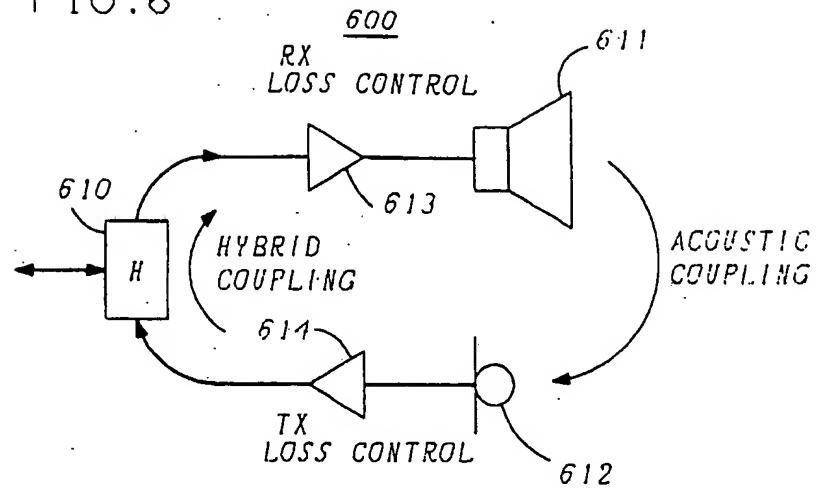 FIG.6
600
611
RX
LOSS CONTROL
613
610
H
HYBRID
COUPLING
ACOUSTIC
COUPLING
614
TX
LOSS CONTROL
612